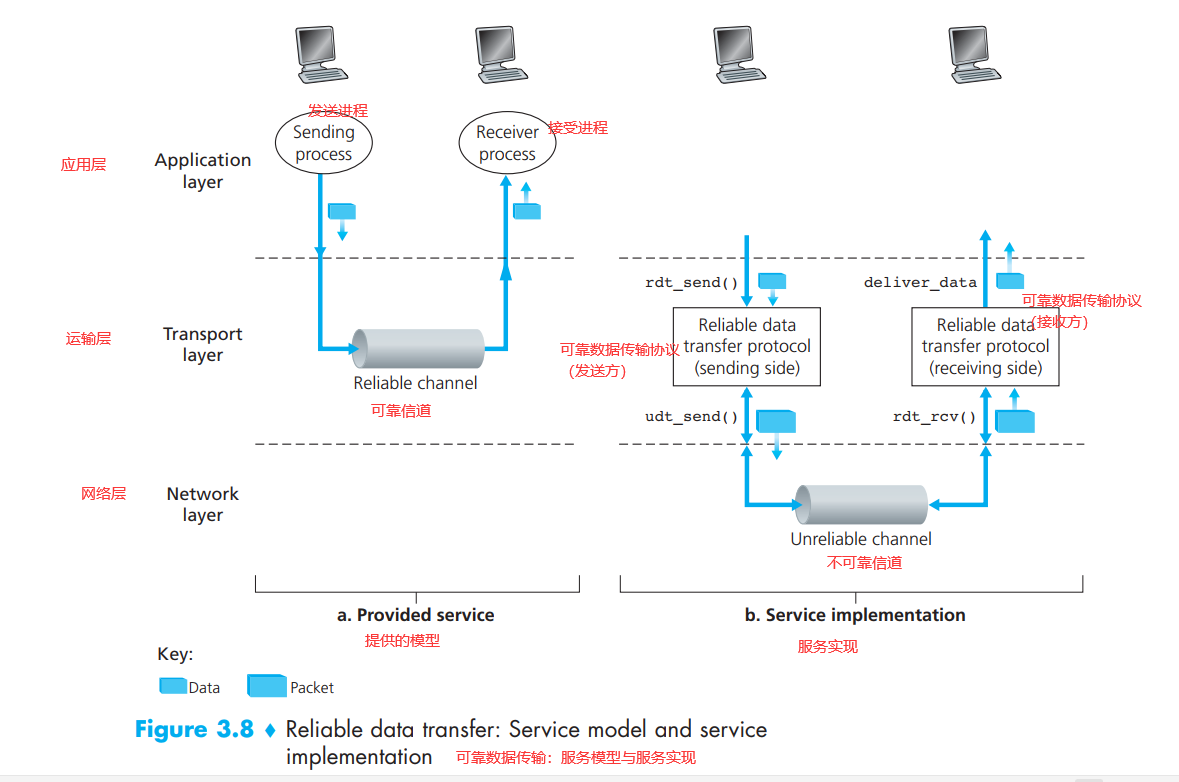 发送进程
Sending
process
Receiver
process
接受进程
应用层
Application
layer
rdt_send()
deliver_data
可靠数据传输协议
（接收方）
运输层
Transport
layer
Reliable channel
可靠信道
可靠数据传输协议
（发送方）
Reliable data
transfer protocol
(sending side)
Reliable data
transfer protocol
(receiving side)
udt_send()
rdt_rcv()
网络层
Network
layer
Unreliable channel
不可靠信道
a. Provided service
提供的模型
b. Service implementation
服务实现
Key:
Data
Packet
Figure 3.8 ♦ Reliable data transfer: Service model and service
implementation
可靠数据传输：服务模型与服务实现